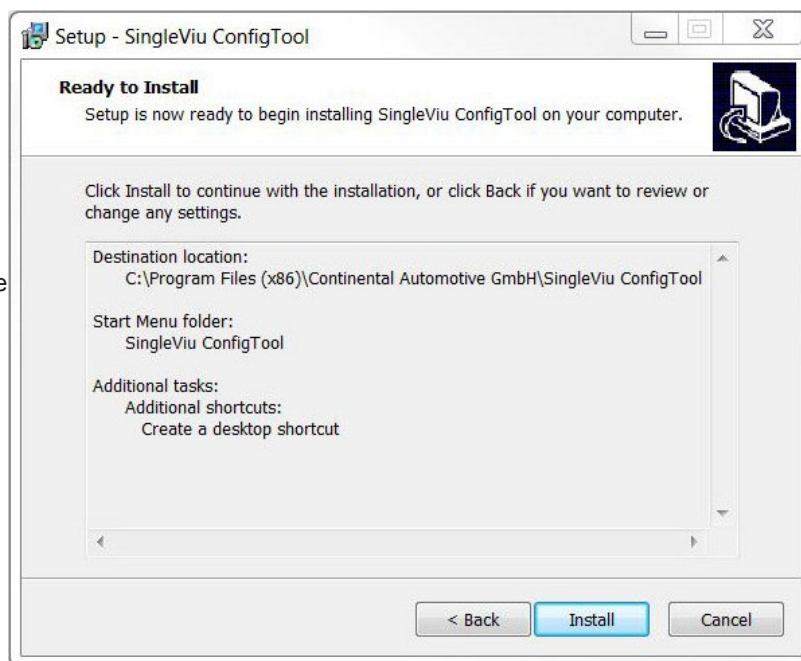 Setup - SingleViu ConfigTool
Ready to Install
Setup is now ready to begin installing SingleViu ConfigTool on your computer.
Click Install to continue with the installation, or click Back if you want to review or
change any settings.
Destination location:
C:\Program Files (x86)\Continental Automotive GmbH\SingleViu ConfigTool
e
Start Menu folder:
SingleViu ConfigTool
Additional tasks:
Additional shortcuts:
Create a desktop shortcut
< Back
Install
Cancel